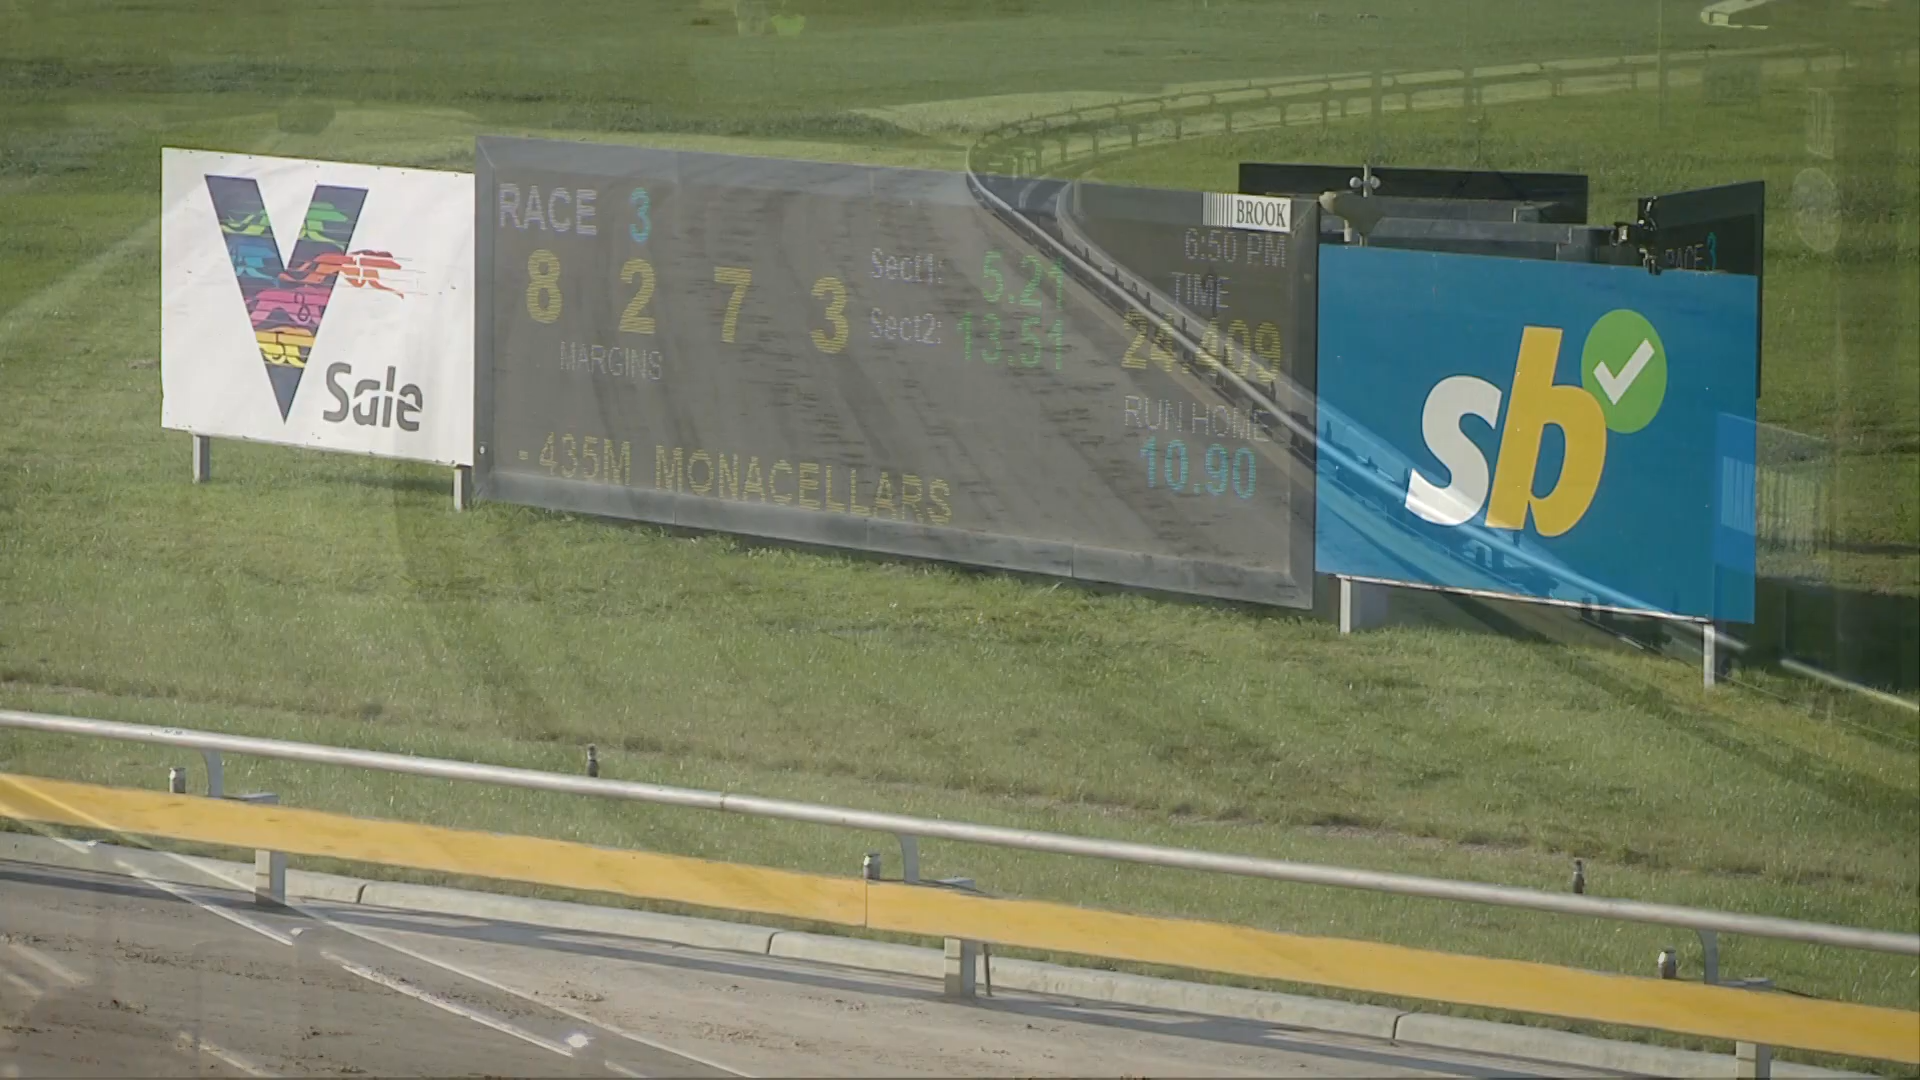 Sale
RACE 3
8 2 7 3
MARGINS
Sect1: 5.21
Sect2: 13.51
BROOK
6:50 PM
TIME
24.409
RUN HOME
10.90
- 435M MONACELLARS
RACE 3
sb